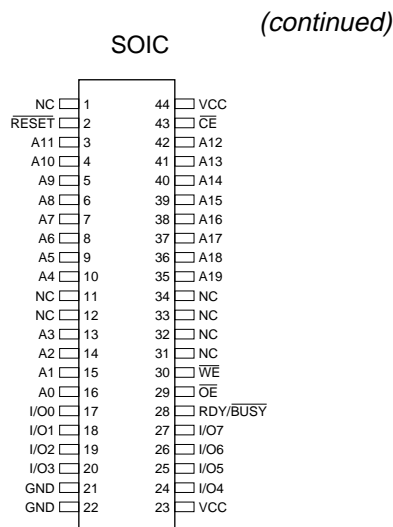 (continued)
SOIC
NC 1 44 VCC
RESET 2 43 CE
A11 3 42 A12
A10 4 41 A13
A9 5 40 A14
A8 6 39 A15
A7 7 38 A16
A6 8 37 A17
A5 9 36 A18
A4 10 35 A19
NC 11 34 NC
NC 12 33 NC
A3 13 32 NC
A2 14 31 NC
A1 15 30 WE
A0 16 29 OE
I/O0 17 28 RDY/BUSY
I/O1 18 27 I/O7
I/O2 19 26 I/O6
I/O3 20 25 I/O5
GND 21 24 I/O4
GND 22 23 VCC